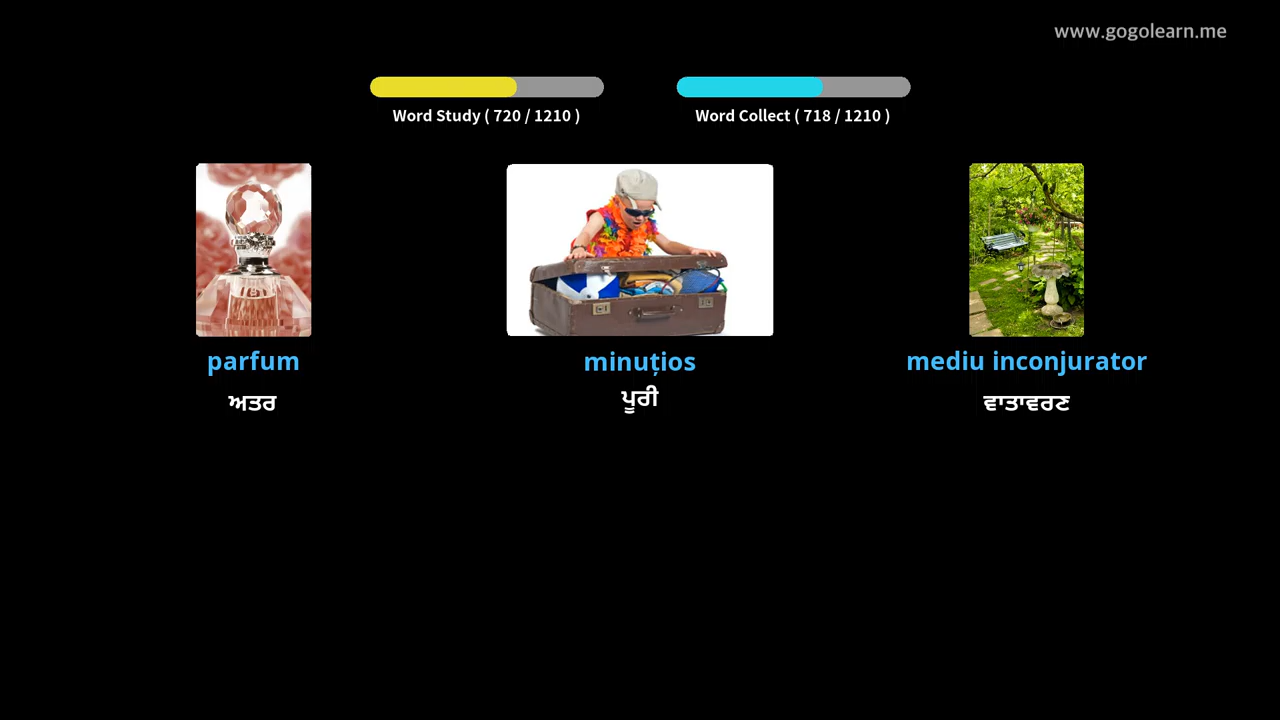 www.gogolearn.me
Word Study ( 720 / 1210 )
Word Collect ( 718 / 1210 )
parfum
ਅਤਰ
minuțios
ਪੂਰੀ
mediu inconjurator
ਵਾਤਾਵਰਣ